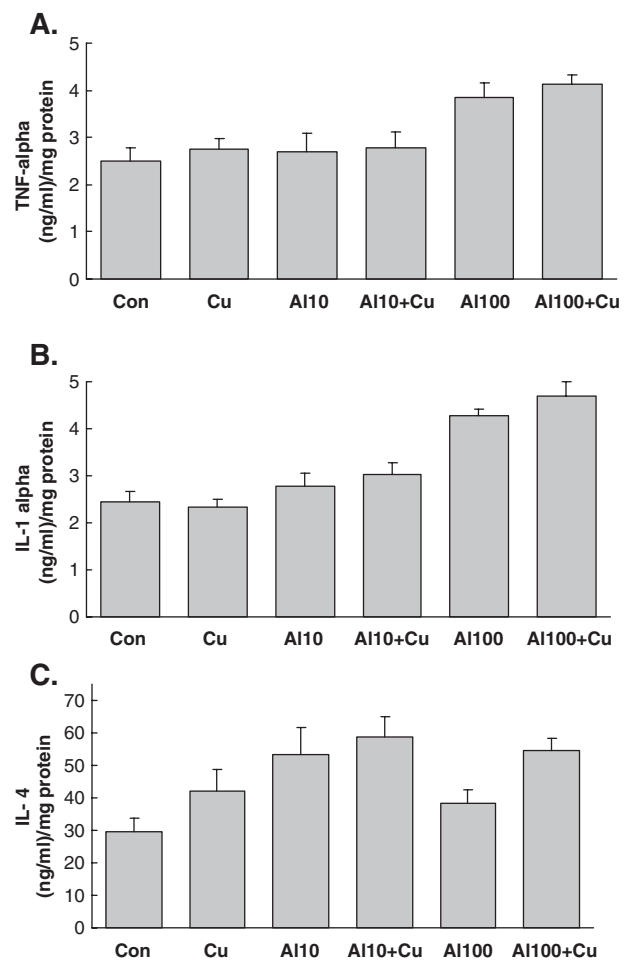 A.
5
4
3
2
1
0
TNF-alpha
(ng/ml)/mg protein
Con Cu Al10 Al10+Cu Al100 Al100+Cu
B.
5
4
3
2
1
0
IL-1 alpha
(ng/ml)/mg protein
Con Cu Al10 Al10+Cu Al100 Al100+Cu
C.
70
60
50
40
30
20
10
0
IL- 4
(ng/ml)/mg protein
Con Cu Al10 Al10+Cu Al100 Al100+Cu